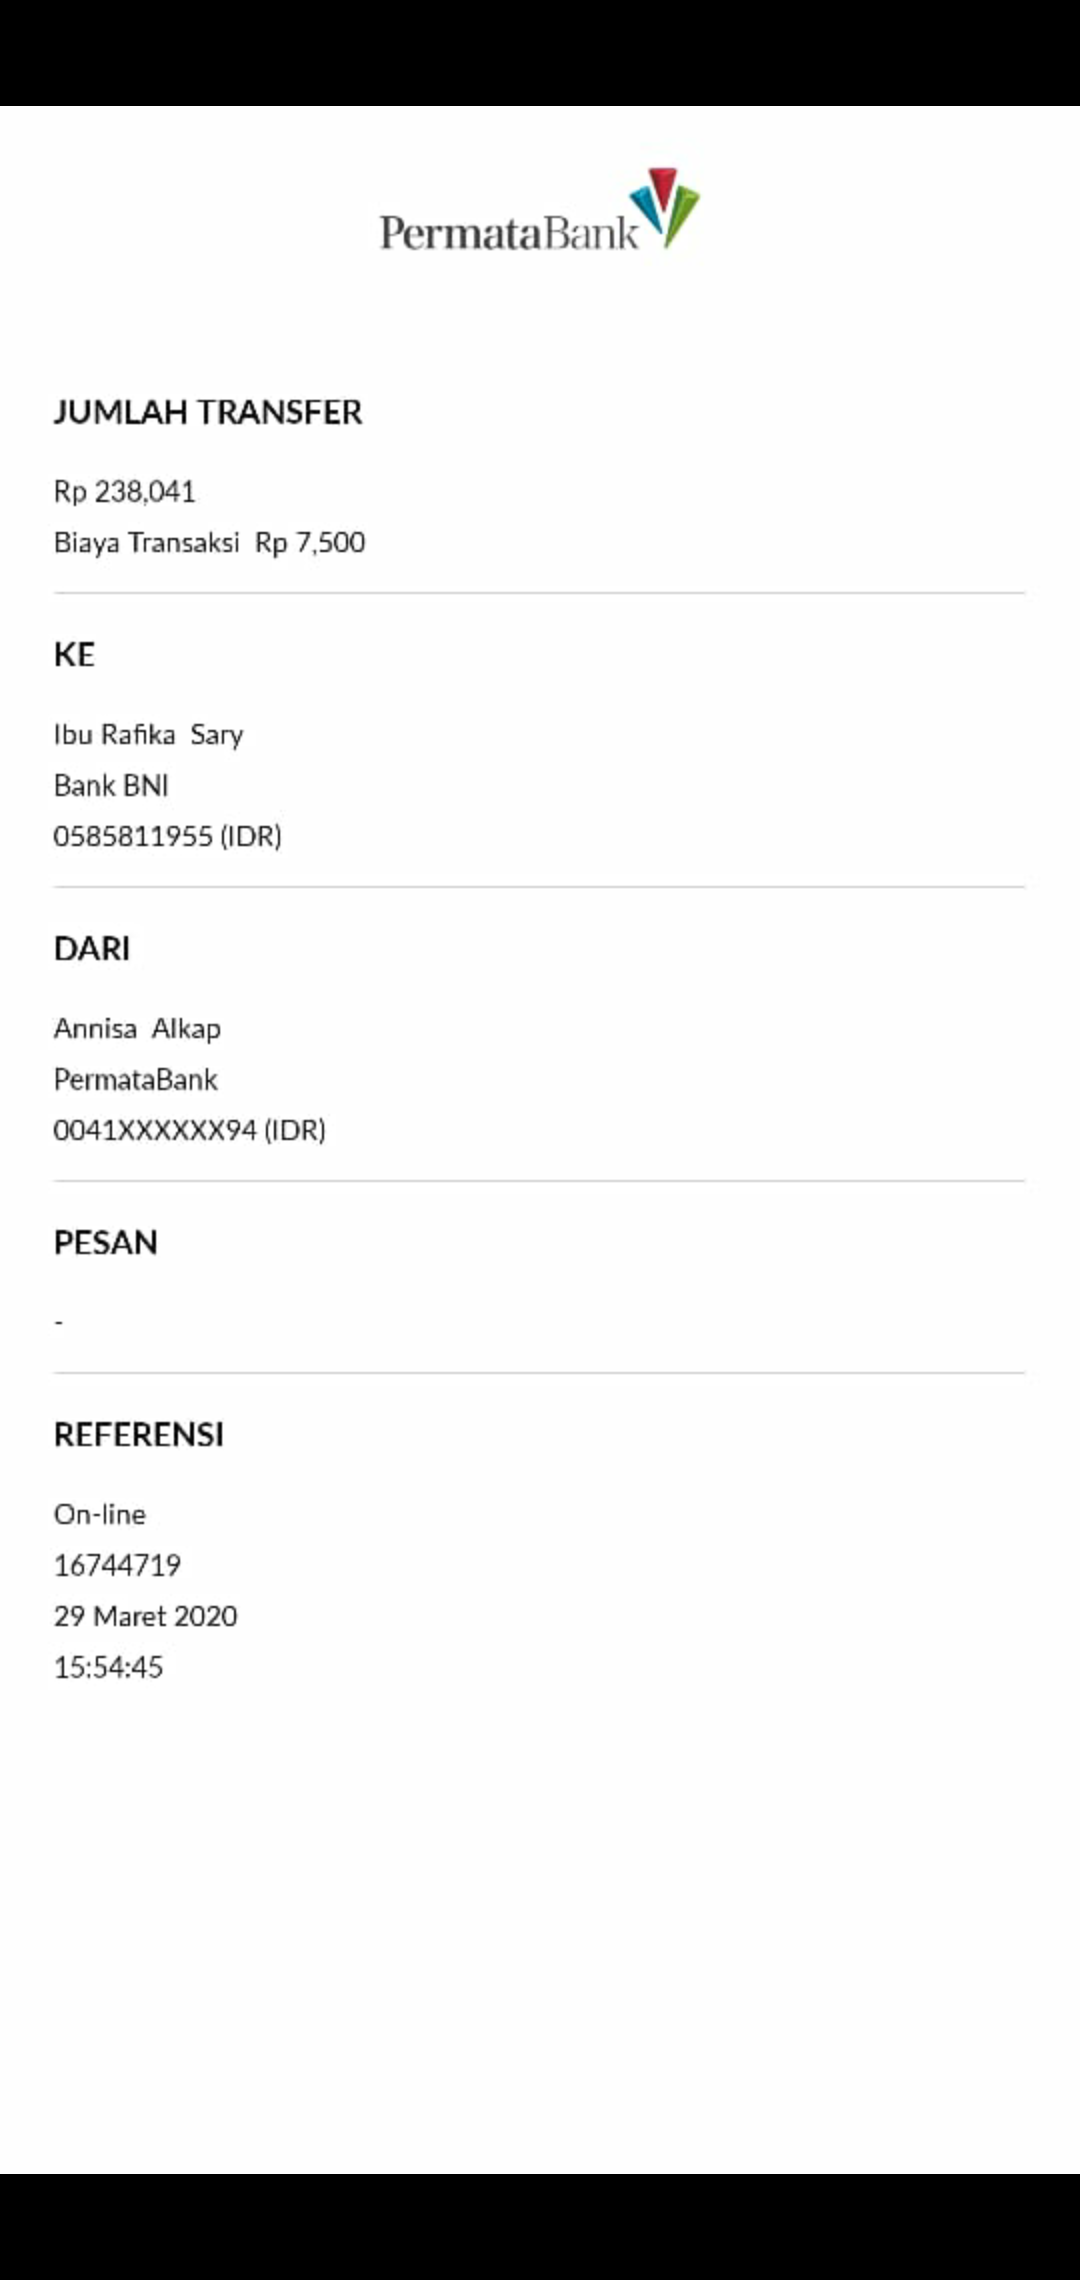 PermataBank
JUMLAH TRANSFER
Rp 238,041
Biaya Transaksi Rp 7,500
KE
Ibu Rafika Sary
Bank BNI
0585811955 (IDR)
DARI
Annisa Alkap
PermataBank
0041XXXXXX94 (IDR)
PESAN
-
REFERENSI
On-line
16744719
29 Maret 2020
15:54:45